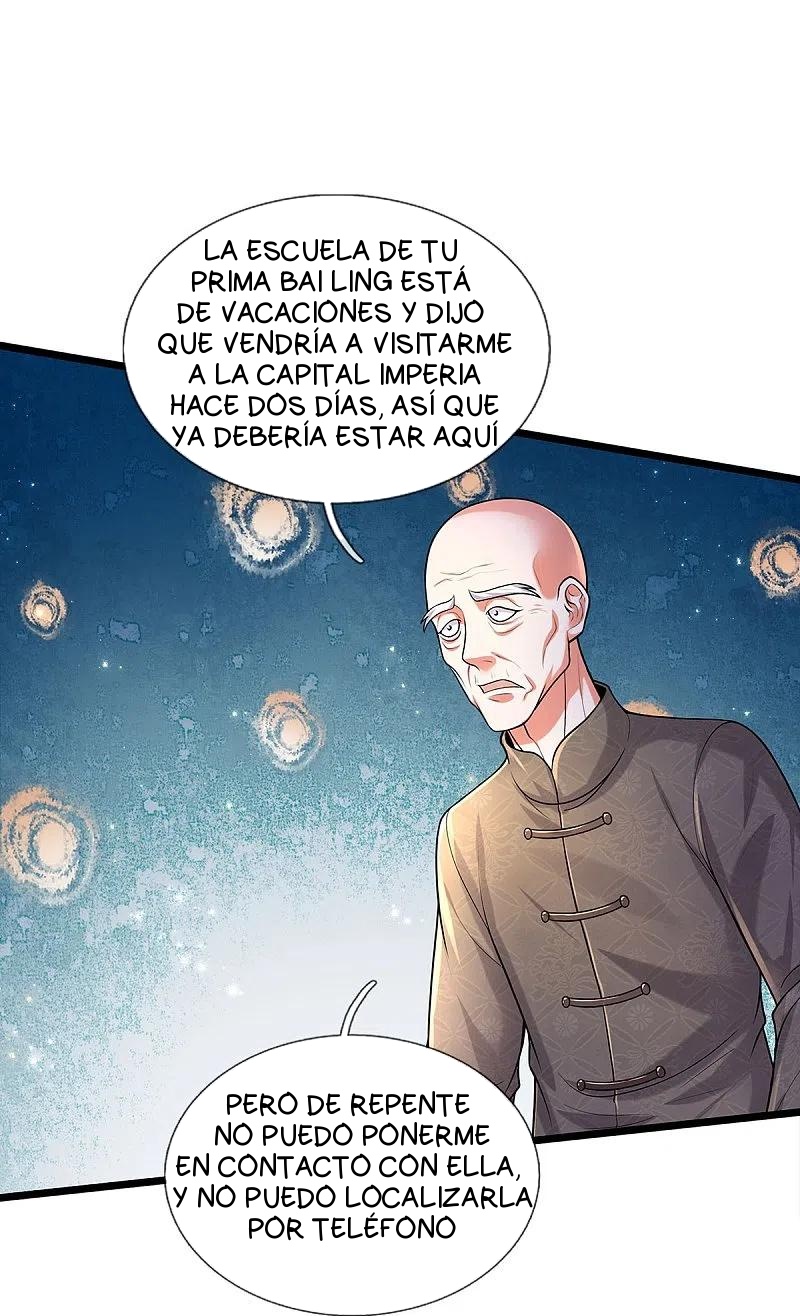 LA ESCUELA DE TU
PRIMA BAI LING ESTÁ
DE VACACIONES Y DIJO
QUE VENDRÍA A VISITARME
A LA CAPITAL IMPERIA
HACE DOS DÍAS, ASÍ QUE
YA DEBERÍA ESTAR AQUÍ
PERO DE REPENTE
NO PUEDO PONERME
EN CONTACTO CON ELLA,
Y NO PUEDO LOCALIZARLA
POR TELÉFONO